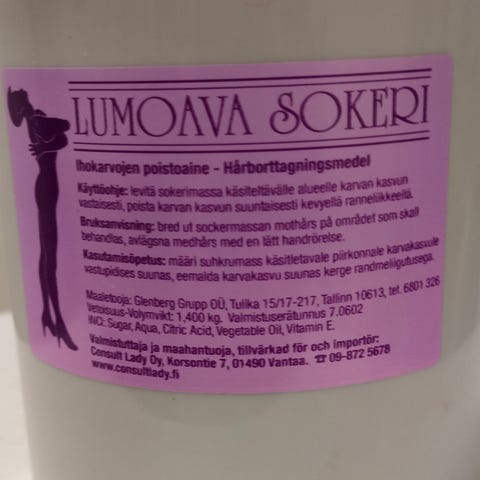 LUMOAVA SOKERI
Ihokarvojen poistoaine - Hårborttagningsmedel
Käyttöohje: levitä sokerimassa käsiteltävälle alueelle karvan kasvun
vastaisesti, poista karvan kasvun suuntaisesti kevyellä ranneliikkeellä.
Bruksanvisning: bred ut sockermassan mothårs på området som skall
behandlas, avlägsna medhårs med en lätt handrörelse.
Kasutamisõpetus: määri suhkrumass käsitletavale piirkonnale karvakasvule
vastupidises suunas, eemalda karvakasvu suunas kerge randmeliigutusega.
Maaletooja: Glenberg Grupp OÜ, Tulika 15/17-217, Tallinn 10613, tel. 6801 326
Vetoisuus-Volymvikt: 1,400 kg. Valmistuserätunnus 7.0602
INCI: Sugar, Aqua, Citric Acid, Vegetable Oil, Vitamin E.
Valmistuttaja ja maahantuoja, tillverkad för och importör:
Consult Lady Oy, Korsontie 7, 01490 Vantaa. ☎ 09-872 5678
www.consultlady.fi